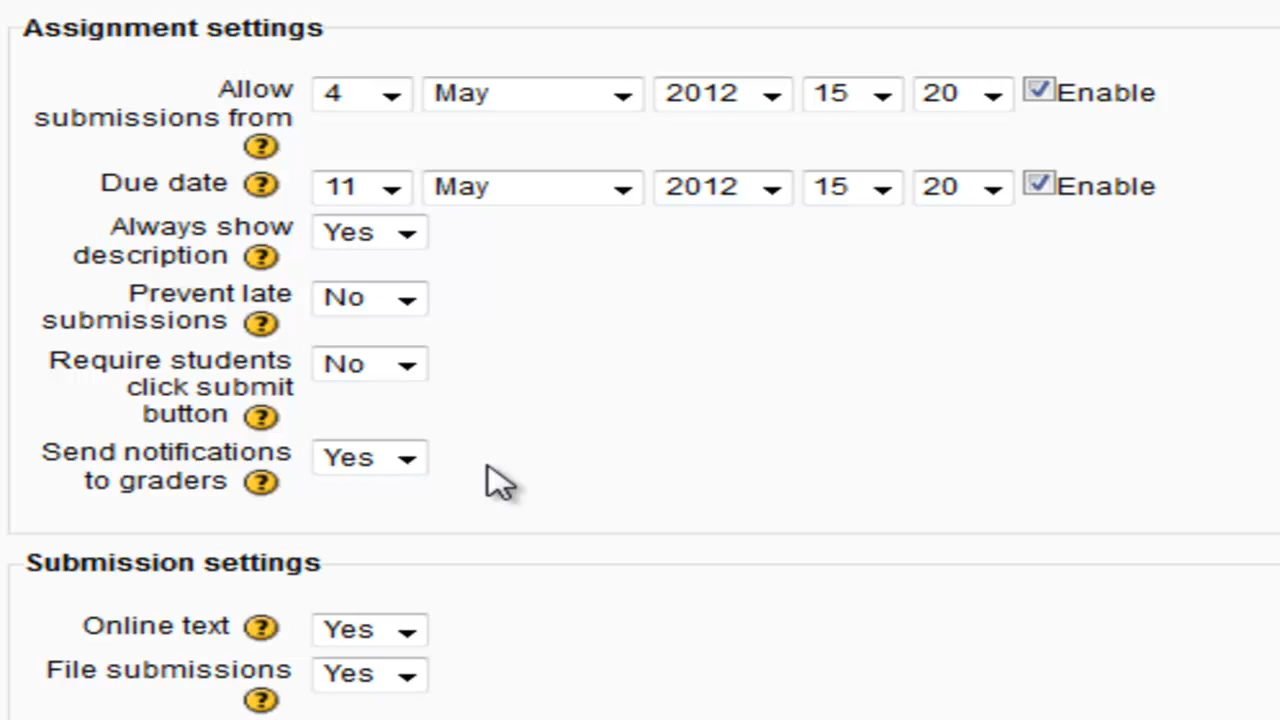 Assignment settings
Allow submissions from ? 4 May 2012 15 20 Enable
Due date ? 11 May 2012 15 20 Enable
Always show description ? Yes
Prevent late submissions ? No
Require students click submit button ? No
Send notifications to graders ? Yes
Submission settings
Online text ? Yes
File submissions ? Yes